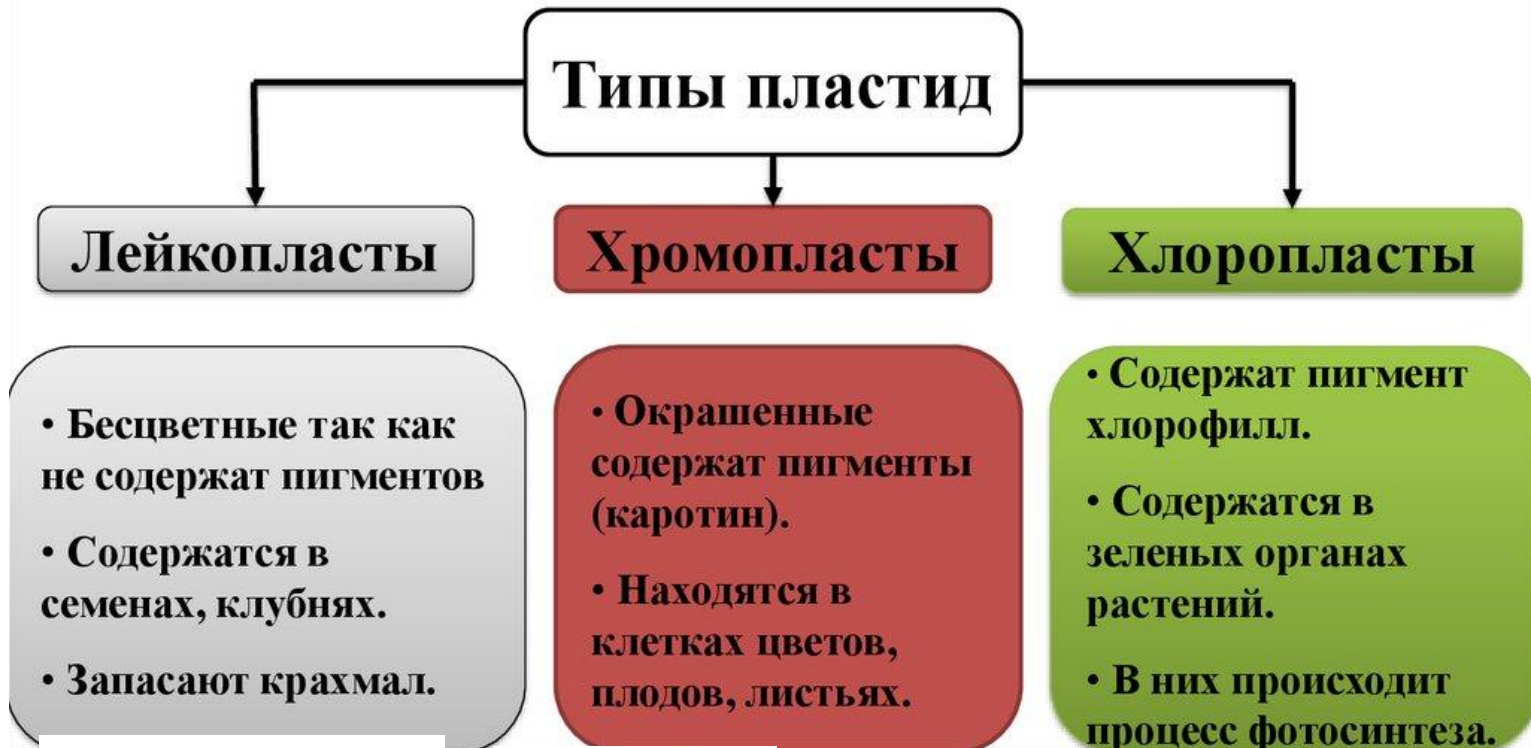 Типы пластид
Лейкопласты
• Бесцветные так как
не содержат пигментов
• Содержатся в
семенах, клубнях.
• Запасают крахмал.
Хромопласты
• Окрашенные
содержат пигменты
(каротин).
• Находятся в
клетках цветов,
плодов, листьях.
Хлоропласты
• Содержат пигмент
хлорофилл.
• Содержатся в
зеленых органах
растений.
• В них происходит
процесс фотосинтеза.